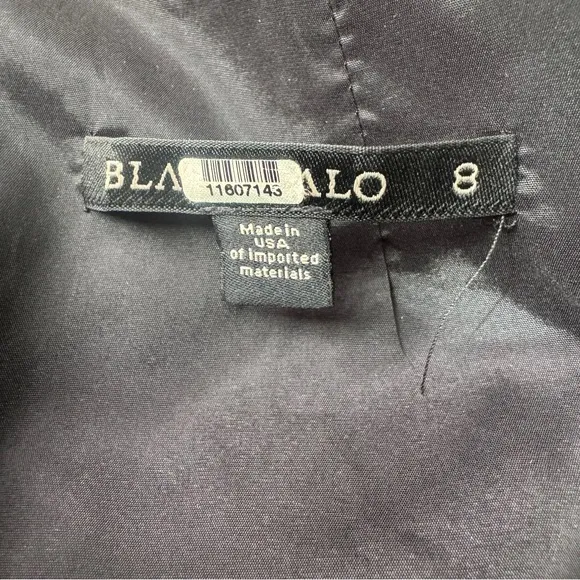 BLA ALO 8
11607143
Made in
USA
of imported
materials